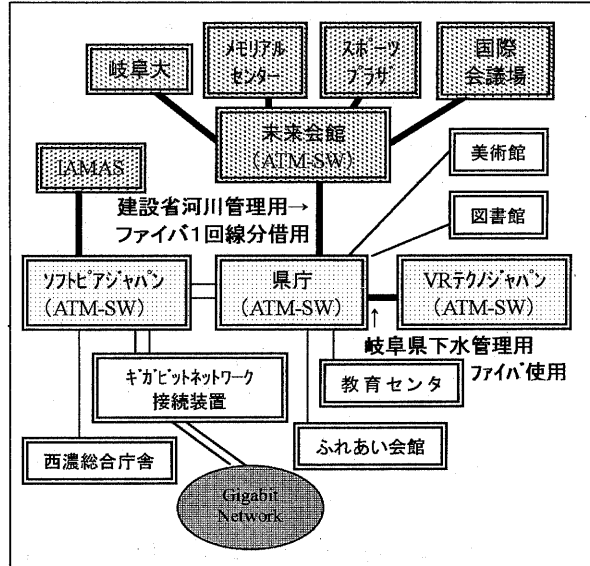 岐阜大
メモリアル
センター
スポーツ
プラザ
国際
会議場
未来会館
(ATM-SW)
美術館
IAMAS
建設省河川管理用→
ファイバ1回線分借用
図書館
ソフトピアジャパン
(ATM-SW)
県庁
(ATM-SW)
VRテクノジャパン
(ATM-SW)
↑
岐阜県下水管理用
ファイバ使用
ギガビットネットワーク
接続装置
教育センタ
西濃総合庁舎
ふれあい会館
Gigabit
Network